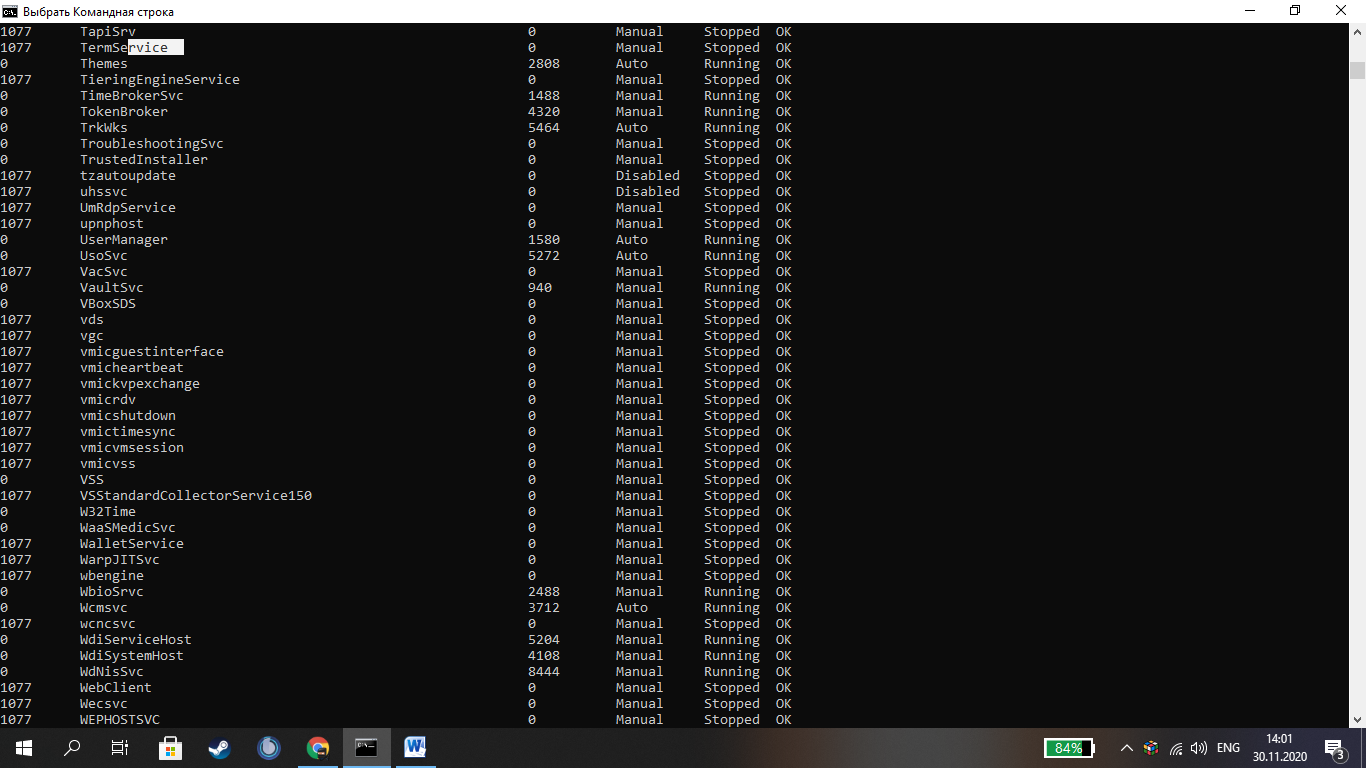 Выбрать Командная строка
1077 TapiSrv 0 Manual Stopped OK
1077 TermService 0 Manual Stopped OK
0 Themes 2808 Auto Running OK
1077 TieringEngineService 0 Manual Stopped OK
0 TimeBrokerSvc 1488 Manual Running OK
0 TokenBroker 4320 Manual Running OK
0 TrkWks 5464 Auto Running OK
0 TroubleshootingSvc 0 Manual Stopped OK
0 TrustedInstaller 0 Manual Stopped OK
1077 tzautoupdate 0 Disabled Stopped OK
1077 uhssvc 0 Disabled Stopped OK
1077 UmRdpService 0 Manual Stopped OK
1077 upnphost 0 Manual Stopped OK
0 UserManager 1580 Auto Running OK
0 UsoSvc 5272 Auto Running OK
1077 VacSvc 0 Manual Stopped OK
0 VaultSvc 940 Manual Running OK
0 VBoxSDS 0 Manual Stopped OK
1077 vds 0 Manual Stopped OK
1077 vgc 0 Manual Stopped OK
1077 vmicguestinterface 0 Manual Stopped OK
1077 vmicheartbeat 0 Manual Stopped OK
1077 vmickvpexchange 0 Manual Stopped OK
1077 vmicrdv 0 Manual Stopped OK
1077 vmicshutdown 0 Manual Stopped OK
1077 vmictimesync 0 Manual Stopped OK
1077 vmicvmsession 0 Manual Stopped OK
1077 vmicvss 0 Manual Stopped OK
0 VSS 0 Manual Stopped OK
1077 VSStandardCollectorService150 0 Manual Stopped OK
0 W32Time 0 Manual Stopped OK
0 WaaSMedicSvc 0 Manual Stopped OK
1077 WalletService 0 Manual Stopped OK
1077 WarpJITSvc 0 Manual Stopped OK
1077 wbengine 0 Manual Stopped OK
0 WbioSrvc 2488 Manual Running OK
0 Wcmsvc 3712 Auto Running OK
1077 wcncsvc 0 Manual Stopped OK
0 WdiServiceHost 5204 Manual Running OK
0 WdiSystemHost 4108 Manual Running OK
0 WdNisSvc 8444 Manual Running OK
1077 WebClient 0 Manual Stopped OK
1077 Wecsvc 0 Manual Stopped OK
1077 WEPHOSTSVC 0 Manual Stopped OK
84% ENG 14:01
30.11.2020 3